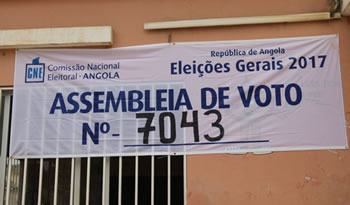 CNE
Comissão Nacional
Eleitoral - ANGOLA
República de Angola
Eleições Gerais 2017
ASSEMBLEIA DE VOTO
Nº- 7043